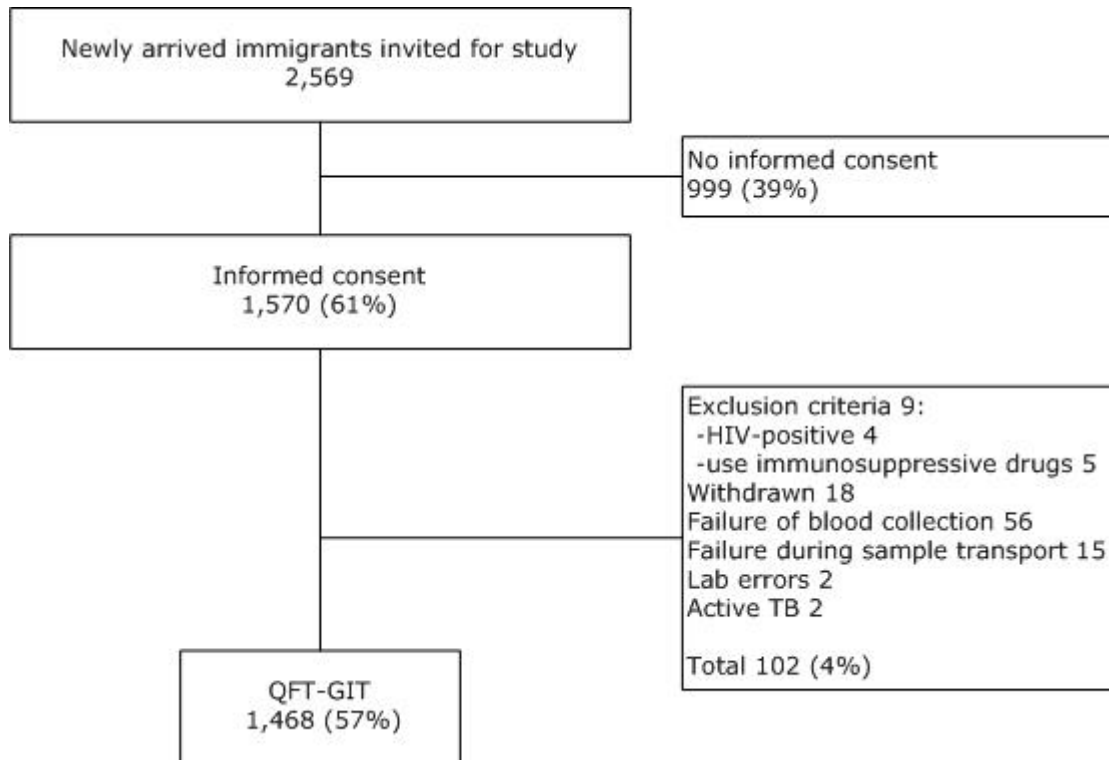 Newly arrived immigrants invited for study
2,569
No informed consent
999 (39%)
Informed consent
1,570 (61%)
Exclusion criteria 9:
-HIV-positive 4
-use immunosuppressive drugs 5
Withdrawn 18
Failure of blood collection 56
Failure during sample transport 15
Lab errors 2
Active TB 2
Total 102 (4%)
QFT-GIT
1,468 (57%)